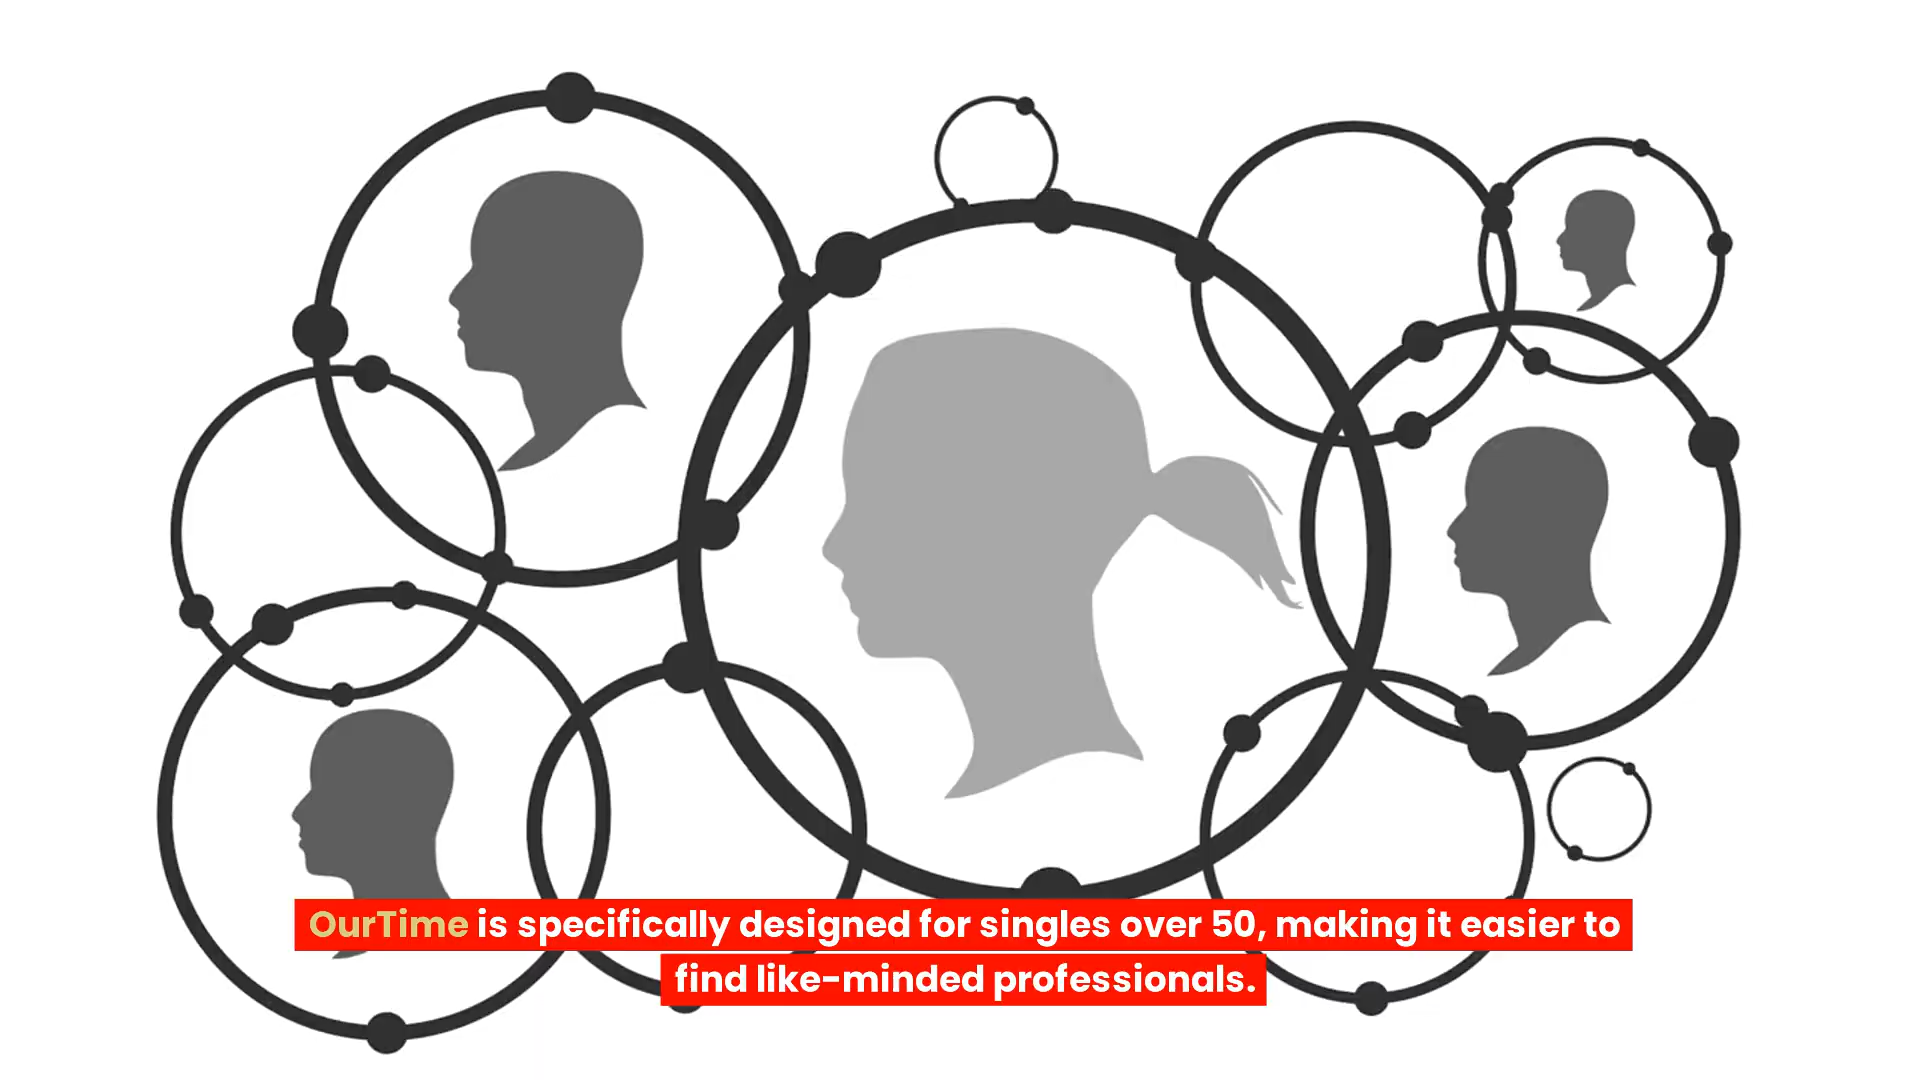 OurTime is specifically designed for singles over 50, making it easier to
find like-minded professionals.